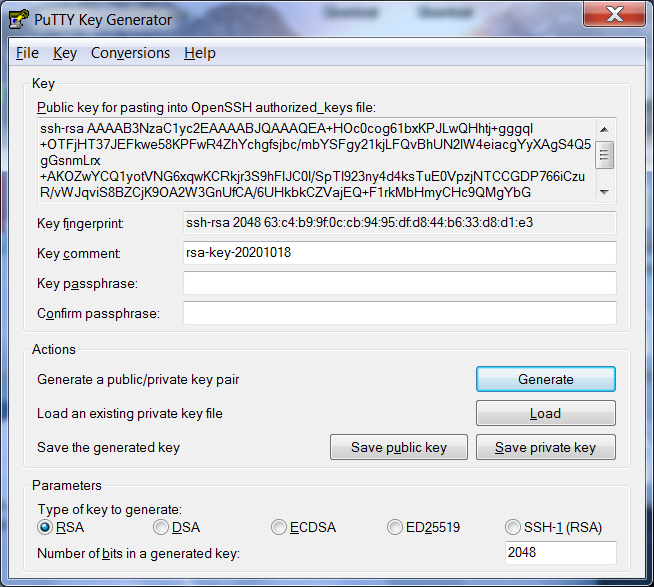 PuTTY Key Generator
File Key Conversions Help
Key
Public key for pasting into OpenSSH authorized_keys file:
ssh-rsa AAAAB3NzaC1yc2EAAAABJQAAAQEA+HOc0cog61bxKPJLwQHhtj+gggql
+OTFjHT37JEFkwe58KPFwR4ZhYchgfsjbc/mbYSFgy21kjLFQvBhUN2lW4eiacgYyXAgS4Q5
gGsnmLrx
+AKOZwYCQ1yotVNG6xqwKCRkjr3S9hFIJC0l/SpTl923ny4d4ksTuE0VpzjNTCCGDP766iCzu
R/vWJqviS8BZCjK9OA2W3GnUfCA/6UHkbkCZVajEQ+F1rkMbHmyCHc9QMgYbG
Key fingerprint: ssh-rsa 2048 63:c4:b9:9f:0c:cb:94:95:df:d8:44:b6:33:d8:d1:e3
Key comment: rsa-key-20201018
Key passphrase:
Confirm passphrase:
Actions
Generate a public/private key pair Generate
Load an existing private key file Load
Save the generated key Save public key Save private key
Parameters
Type of key to generate:
RSA DSA ECDSA ED25519 SSH-1 (RSA)
Number of bits in a generated key: 2048